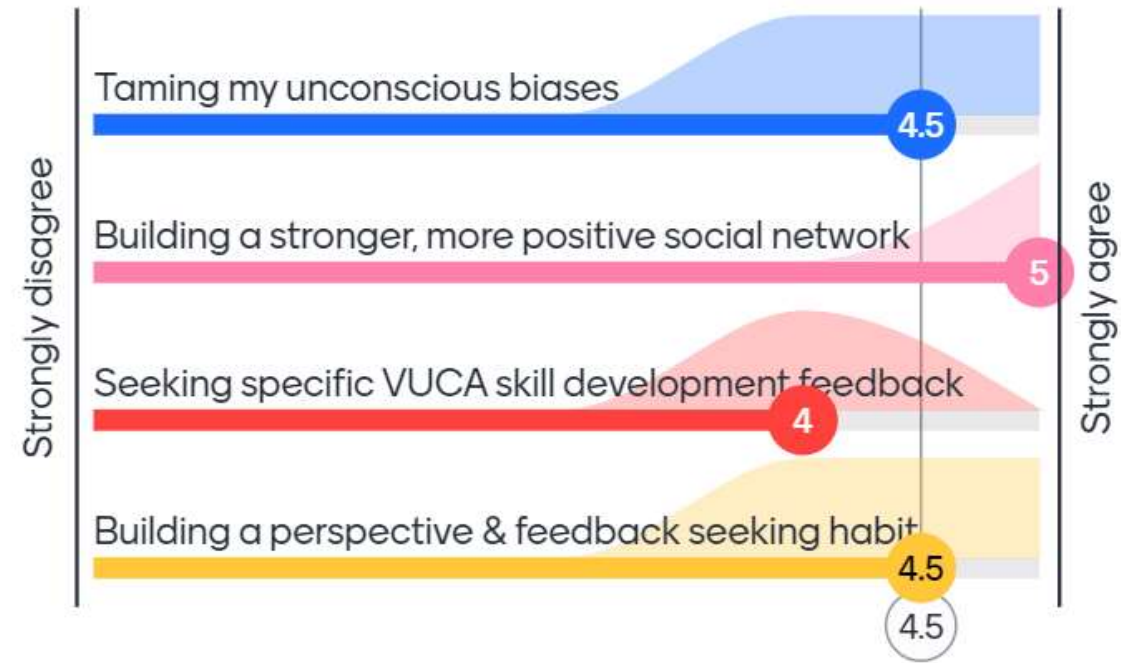 Strongly disagree
Taming my unconscious biases
4.5
Building a stronger, more positive social network
5
Seeking specific VUCA skill development feedback
4
Building a perspective & feedback seeking habit
4.5
4.5
Strongly agree